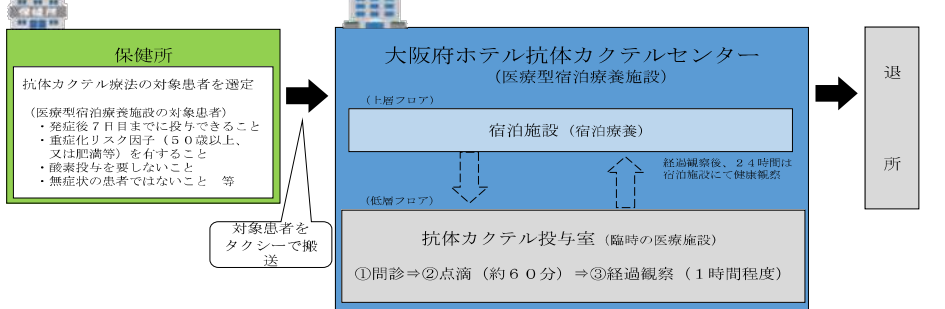 保健所
保健所
抗体カクテル療法の対象患者を選定
（医療型宿泊療養施設の対象患者）
・発症後７日目までに投与できること
・重症化リスク因子（５０歳以上、
又は肥満等）を有すること
・酸素投与を要しないこと
・無症状の患者ではないこと　等
対象患者を
タクシーで搬
送
大阪府ホテル抗体カクテルセンター
（医療型宿泊療養施設）
（上層フロア）
宿泊施設（宿泊療養）
経過観察後、２４時間は
宿泊施設にて健康観察
（低層フロア）
抗体カクテル投与室（臨時の医療施設）
①問診⇒②点滴（約６０分）⇒③経過観察（１時間程度）
退
所